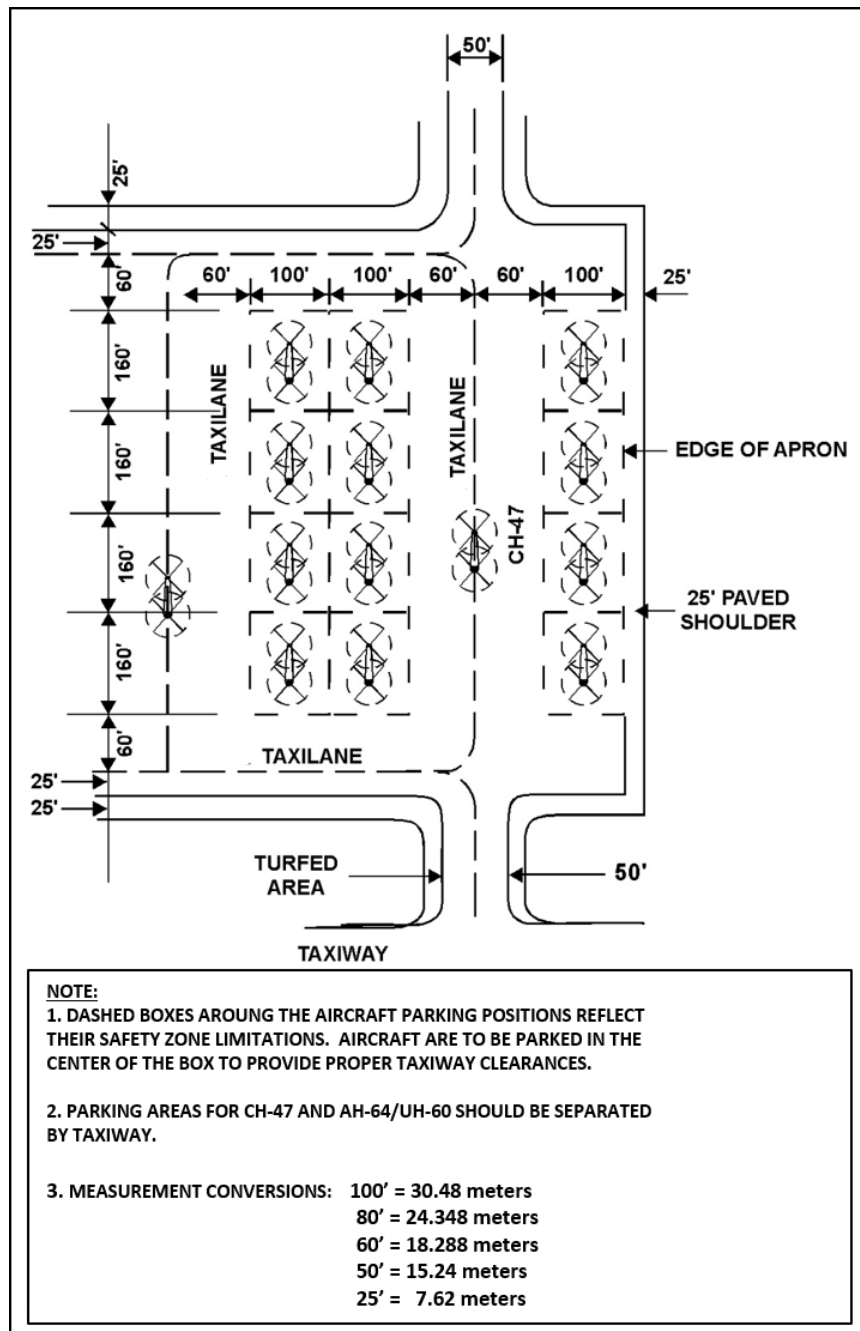 50'
25'
25'
60'
60'
100'
100'
60'
60'
100'
25'
160'
160'
160'
160'
60'
25'
25'
TAXILANE
TAXILANE
CH-47
EDGE OF APRON
25' PAVED
SHOULDER
TAXILANE
TURFED
AREA
50'
TAXIWAY
NOTE:
1. DASHED BOXES AROUNG THE AIRCRAFT PARKING POSITIONS REFLECT
THEIR SAFETY ZONE LIMITATIONS. AIRCRAFT ARE TO BE PARKED IN THE
CENTER OF THE BOX TO PROVIDE PROPER TAXIWAY CLEARANCES.
2. PARKING AREAS FOR CH-47 AND AH-64/UH-60 SHOULD BE SEPARATED
BY TAXIWAY.
3. MEASUREMENT CONVERSIONS: 100’ = 30.48 meters
80’ = 24.348 meters
60’ = 18.288 meters
50’ = 15.24 meters
25’ = 7.62 meters